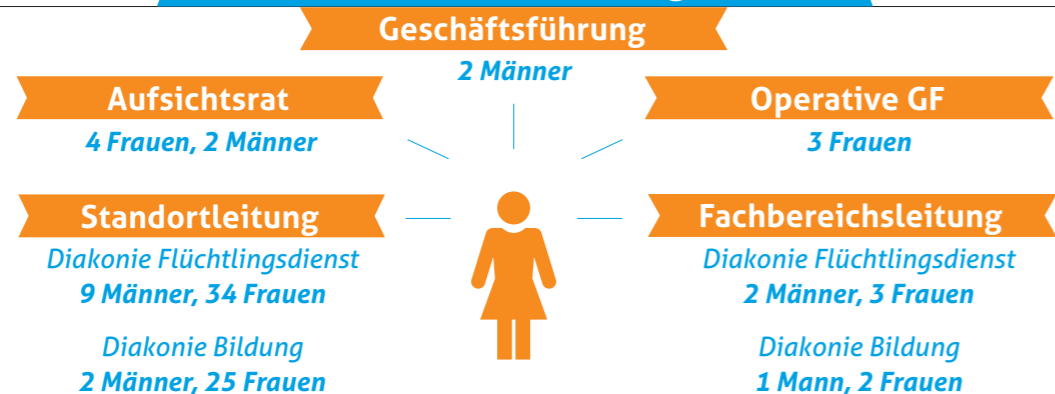 Geschäftsführung
2 Männer
Aufsichtsrat
4 Frauen, 2 Männer
Operative GF
3 Frauen
Standortleitung
Diakonie Flüchtlingsdienst
9 Männer, 34 Frauen
Diakonie Bildung
2 Männer, 25 Frauen
Fachbereichsleitung
Diakonie Flüchtlingsdienst
2 Männer, 3 Frauen
Diakonie Bildung
1 Mann, 2 Frauen